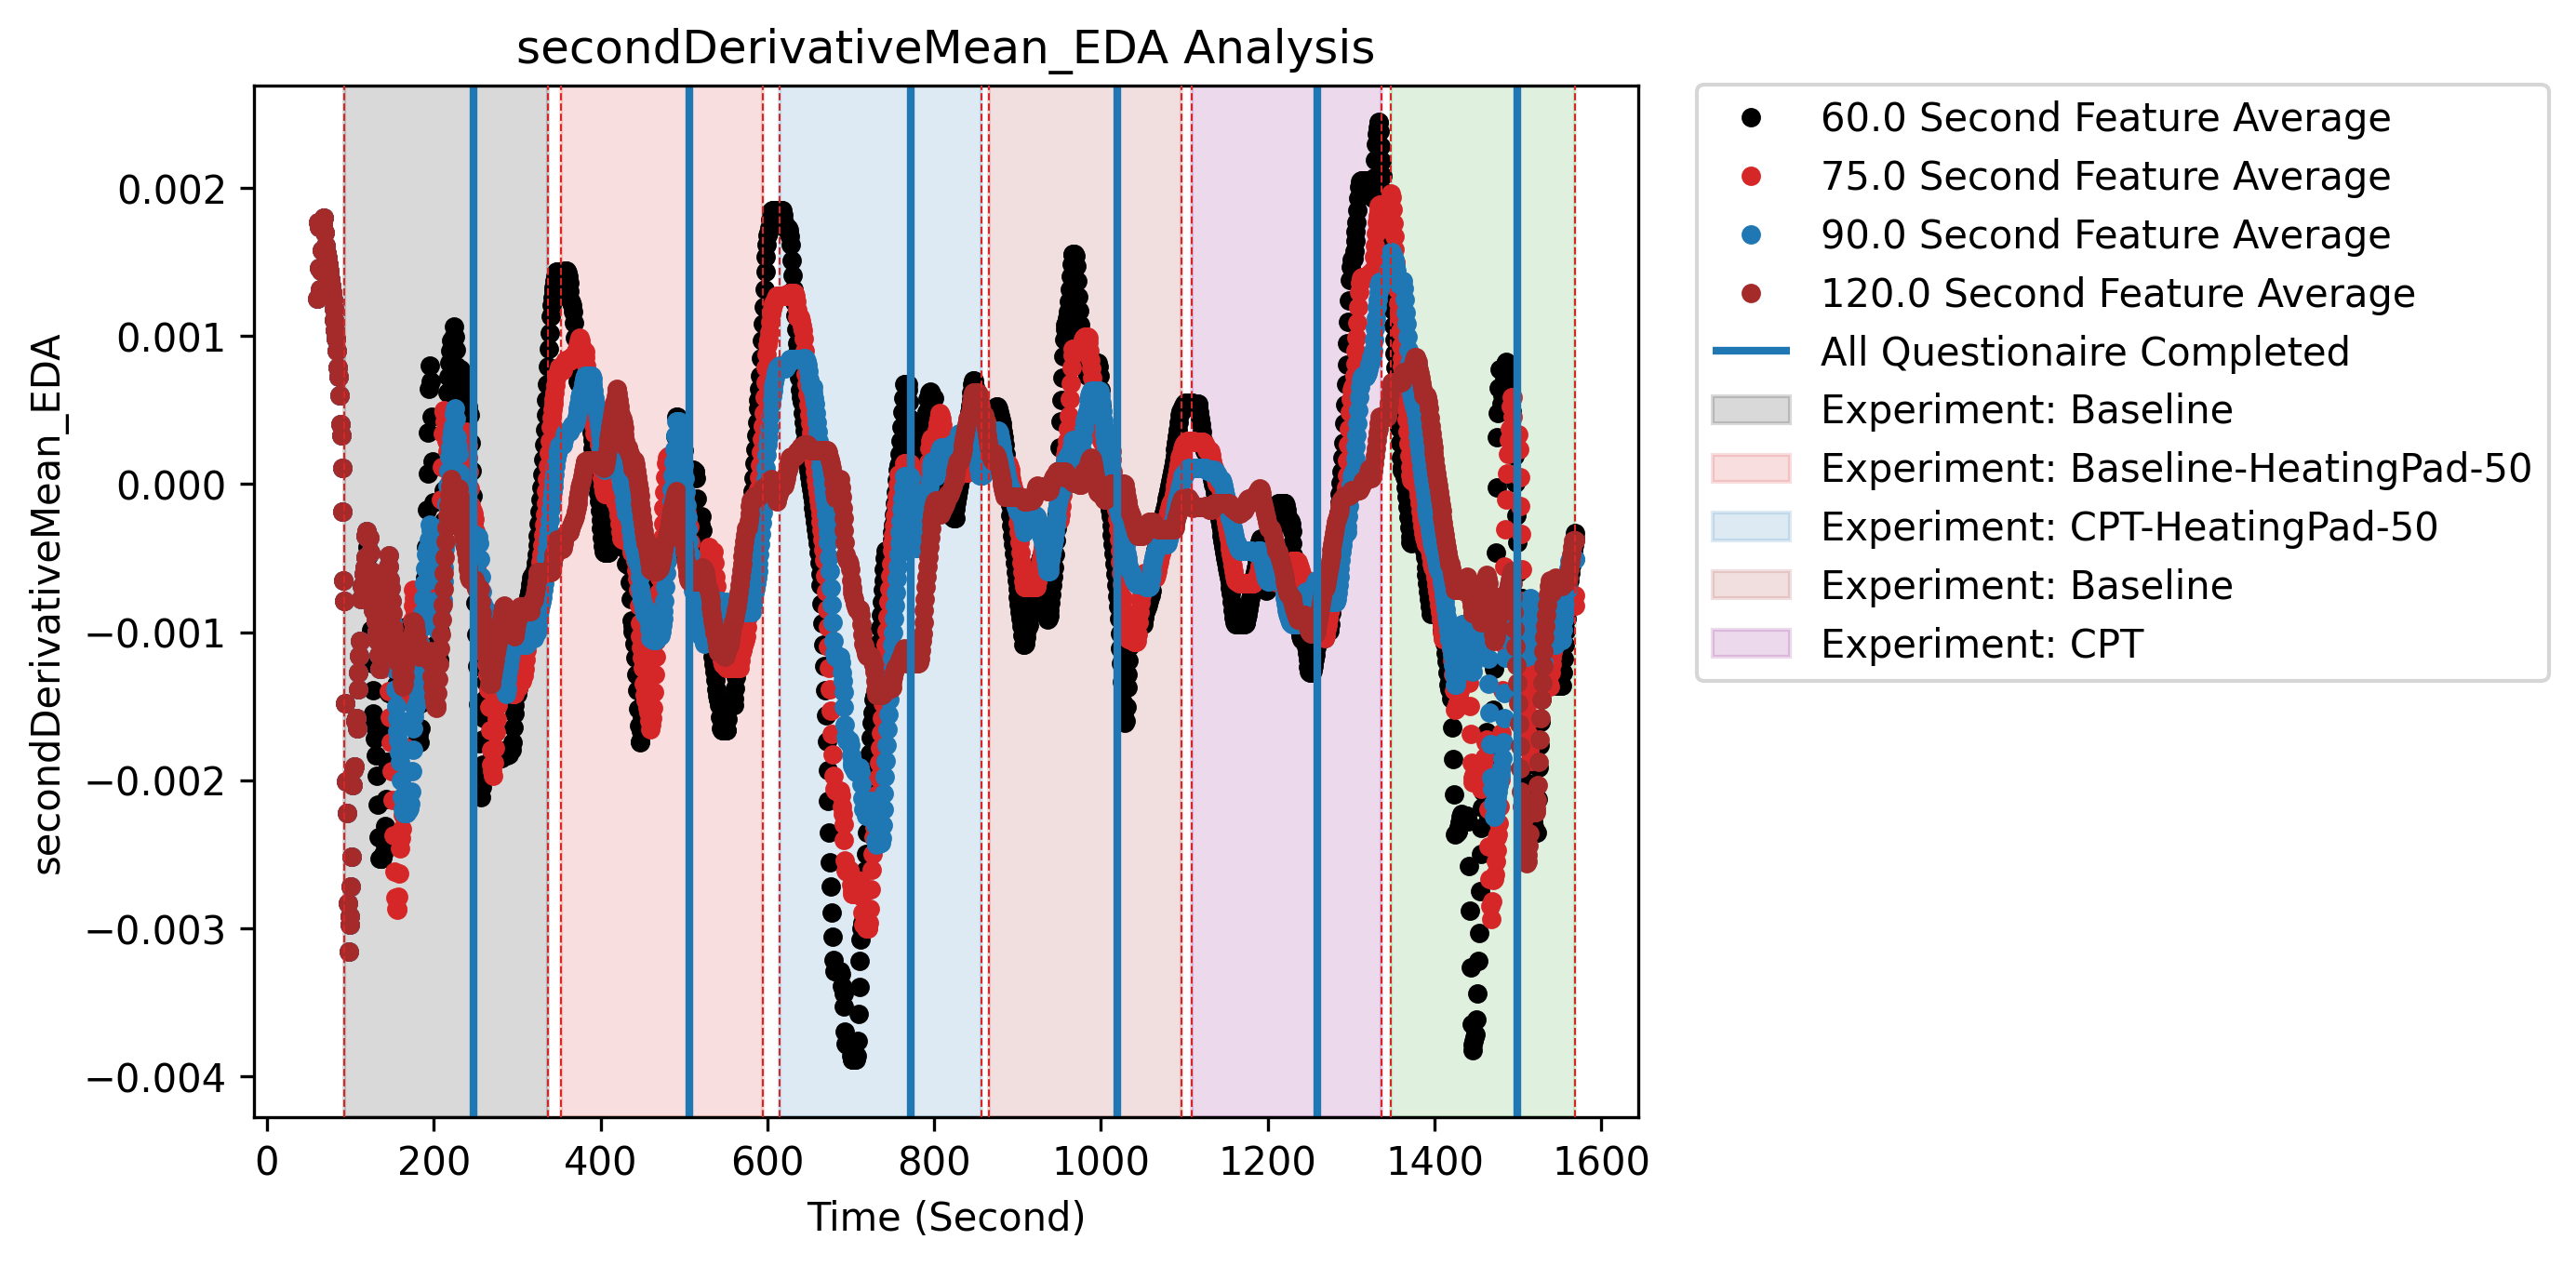 secondDerivativeMean_EDA Analysis
secondDerivativeMean_EDA
0.002
0.001
0.000
−0.001
−0.002
−0.003
−0.004
0 200 400 600 800 1000 1200 1400 1600
Time (Second)
60.0 Second Feature Average
75.0 Second Feature Average
90.0 Second Feature Average
120.0 Second Feature Average
All Questionaire Completed
Experiment: Baseline
Experiment: Baseline-HeatingPad-50
Experiment: CPT-HeatingPad-50
Experiment: Baseline
Experiment: CPT